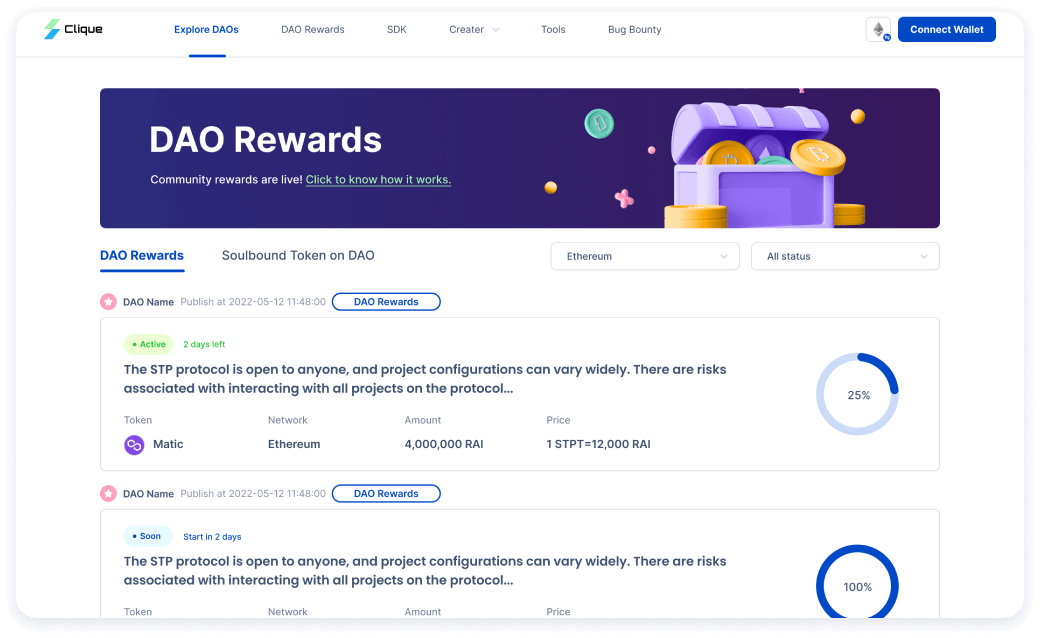 Clique
Explore DAOs
DAO Rewards
SDK
Creater
Tools
Bug Bounty
Connect Wallet
DAO Rewards
Community rewards are live! Click to know how it works.
DAO Rewards
Soulbound Token on DAO
Ethereum
All status
DAO Name Publish at 2022-05-12 11:48:00 DAO Rewards
Active 2 days left
The STP protocol is open to anyone, and project configurations can vary widely. There are risks
associated with interacting with all projects on the protocol...
25%
Token Network Amount Price
Matic Ethereum 4,000,000 RAI 1 STPT=12,000 RAI
DAO Name Publish at 2022-05-12 11:48:00 DAO Rewards
Soon Start in 2 days
The STP protocol is open to anyone, and project configurations can vary widely. There are risks
associated with interacting with all projects on the protocol...
100%
Token Network Amount Price